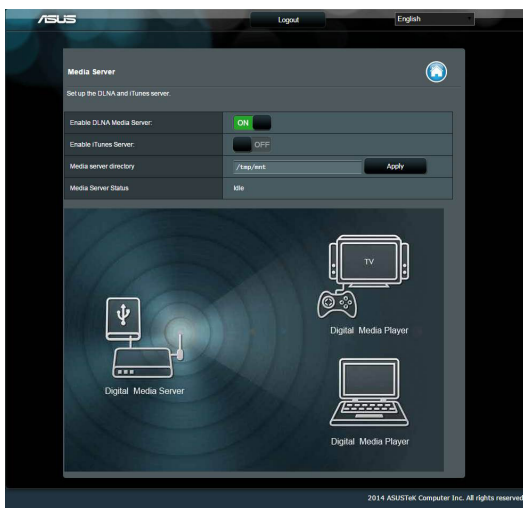 ASUS
Logout
English
Media Server
Set up the DLNA and iTunes server.
Enable DLNA Media Server:
ON
Enable iTunes Server:
OFF
Media server directory
/tmp/mnt
Apply
Media Server Status
Idle
TV
Digital Media Player
Digital Media Server
Digital Media Player
2014 ASUSTeK Computer Inc. All rights reserved